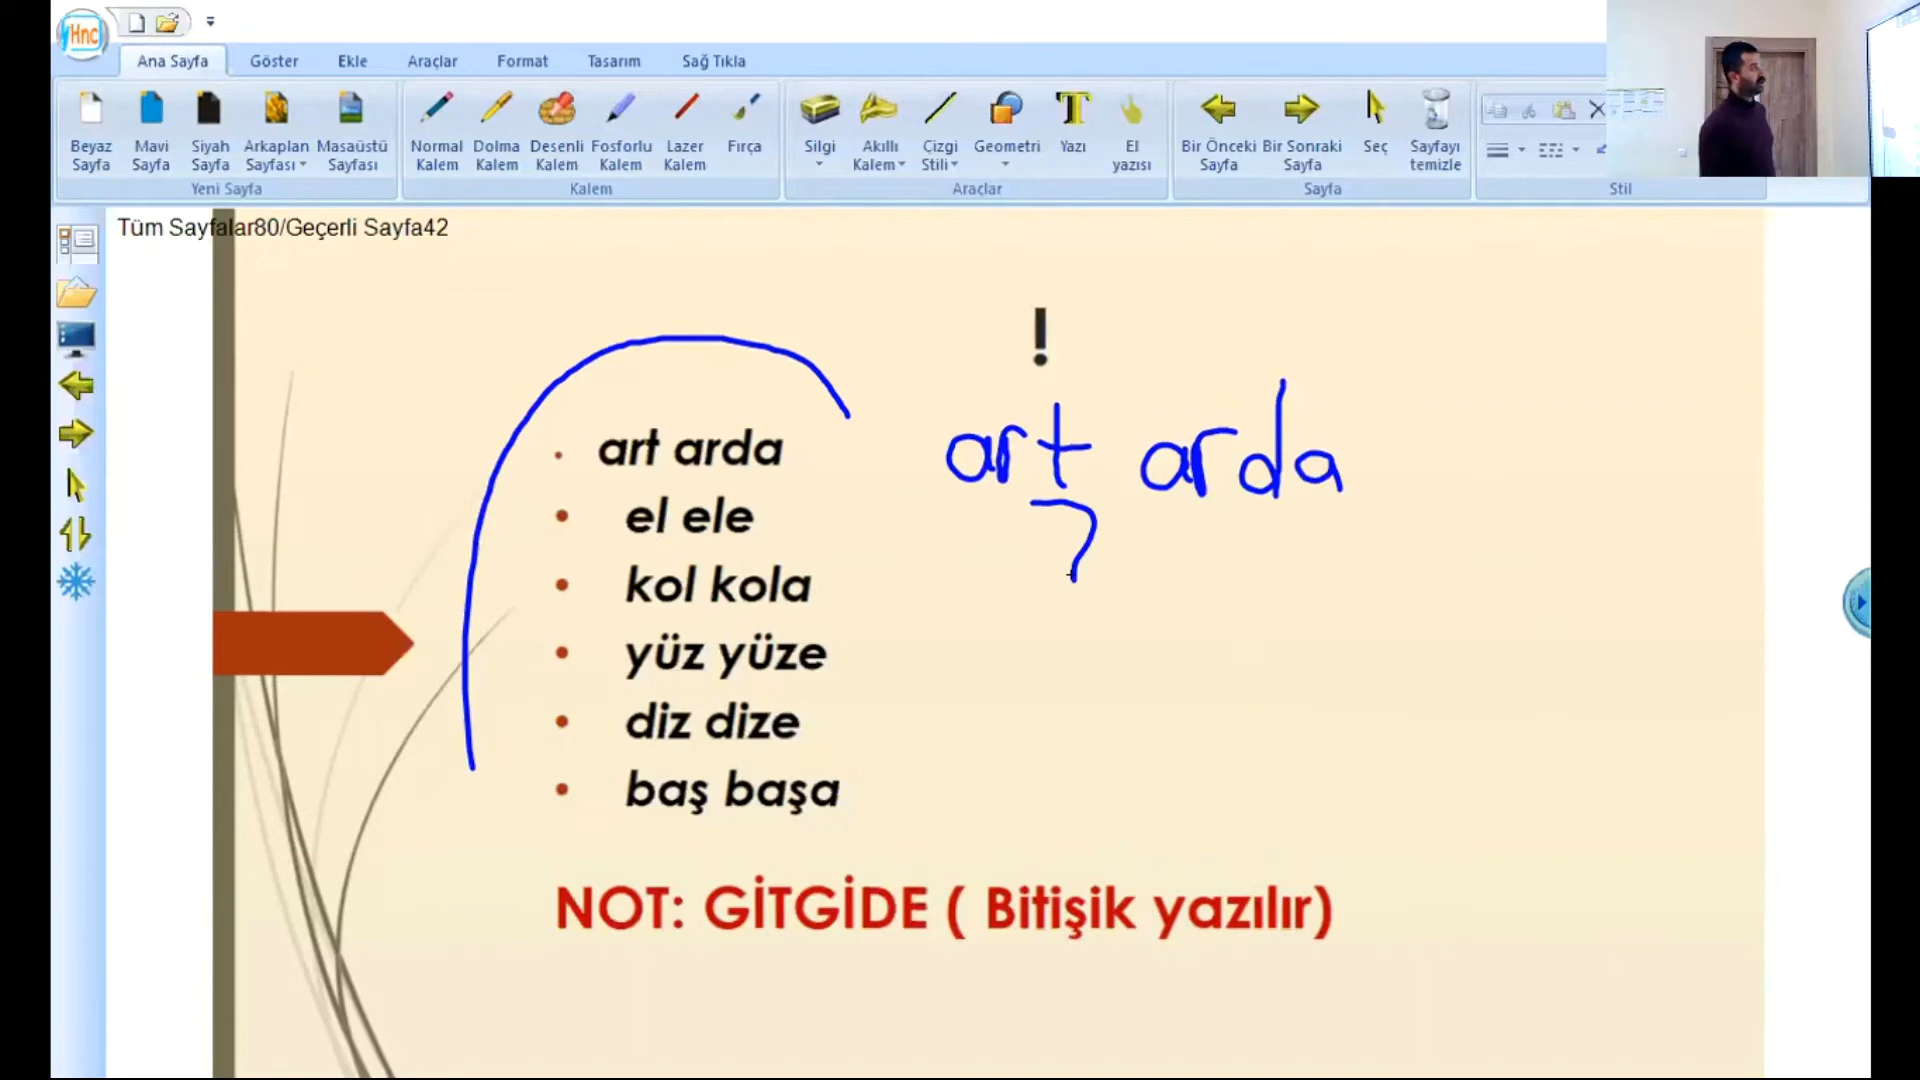 Hnc
Ana Sayfa Göster Ekle Araçlar Format Tasarım Sağ Tıkla
Beyaz Sayfa Mavi Sayfa Siyah Sayfa Arkaplan Sayfası Masaüstü Sayfası
Yeni Sayfa
Normal Kalem Dolma Kalem Desenli Kalem Fosforlu Kalem Lazer Kalem Fırça
Kalem
Silgi Akıllı Kalem Çizgi Stili Geometri Yazı El yazısı
Araçlar
Bir Önceki Sayfa Bir Sonraki Sayfa Seç Sayfayı temizle
Sayfa
Stil
Tüm Sayfalar80/Geçerli Sayfa42
!
• art arda
• el ele
• kol kola
• yüz yüze
• diz dize
• baş başa
art arda
?
NOT: GİTGİDE ( Bitişik yazılır)